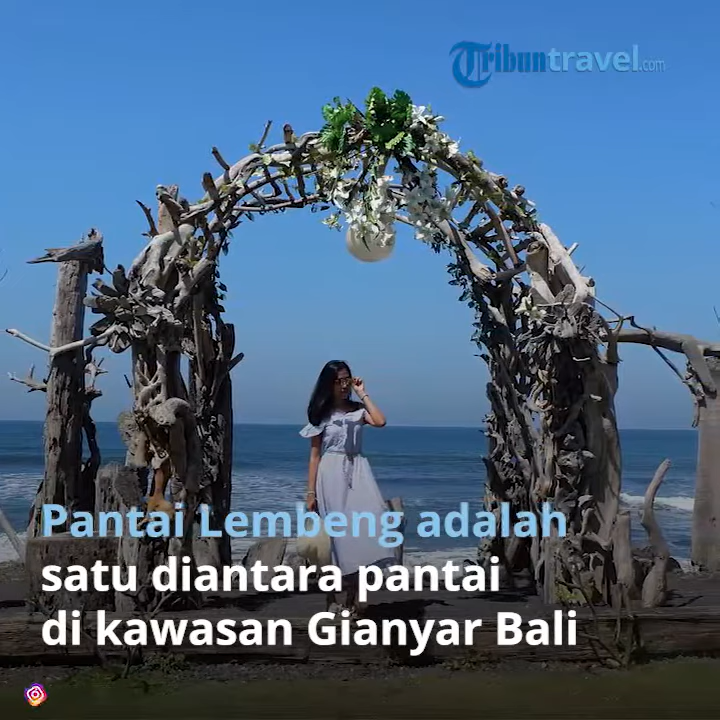 Tribuntravel.com
Pantai Lembeng adalah
satu diantara pantai
di kawasan Gianyar Bali